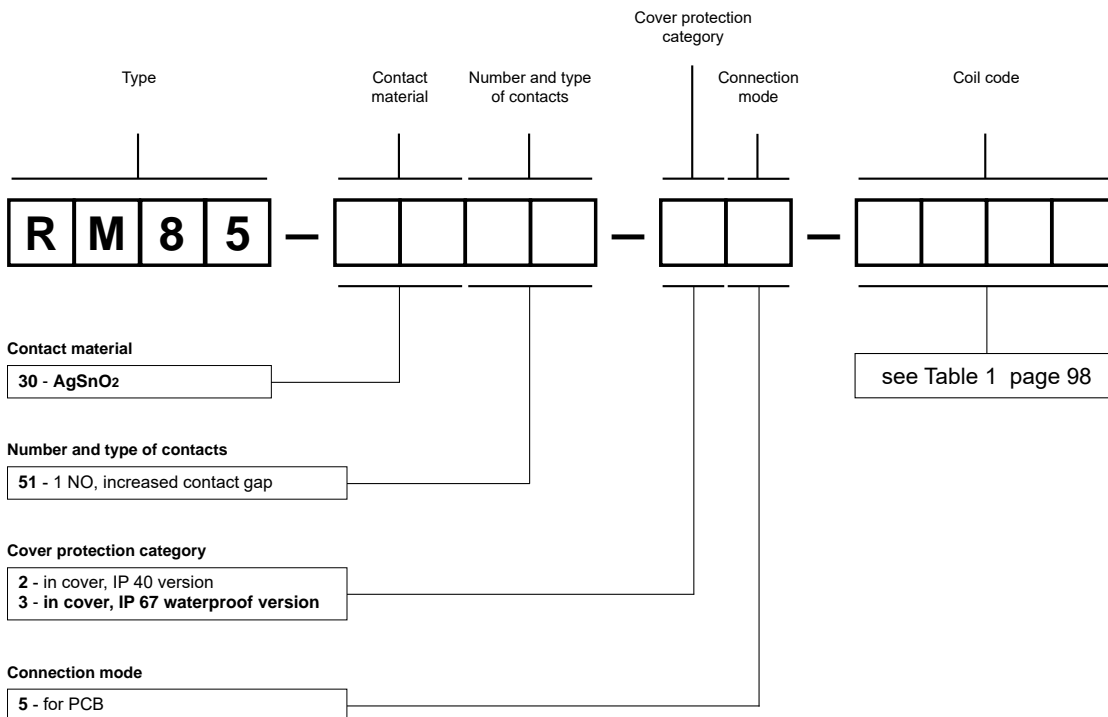 Cover protection
category
Type
Contact
material
Number and type
of contacts
Connection
mode
Coil code
R M 8 5 – – –
Contact material
30 - AgSnO2
see Table 1 page 98
Number and type of contacts
51 - 1 NO, increased contact gap
Cover protection category
2 - in cover, IP 40 version
3 - in cover, IP 67 waterproof version
Connection mode
5 - for PCB